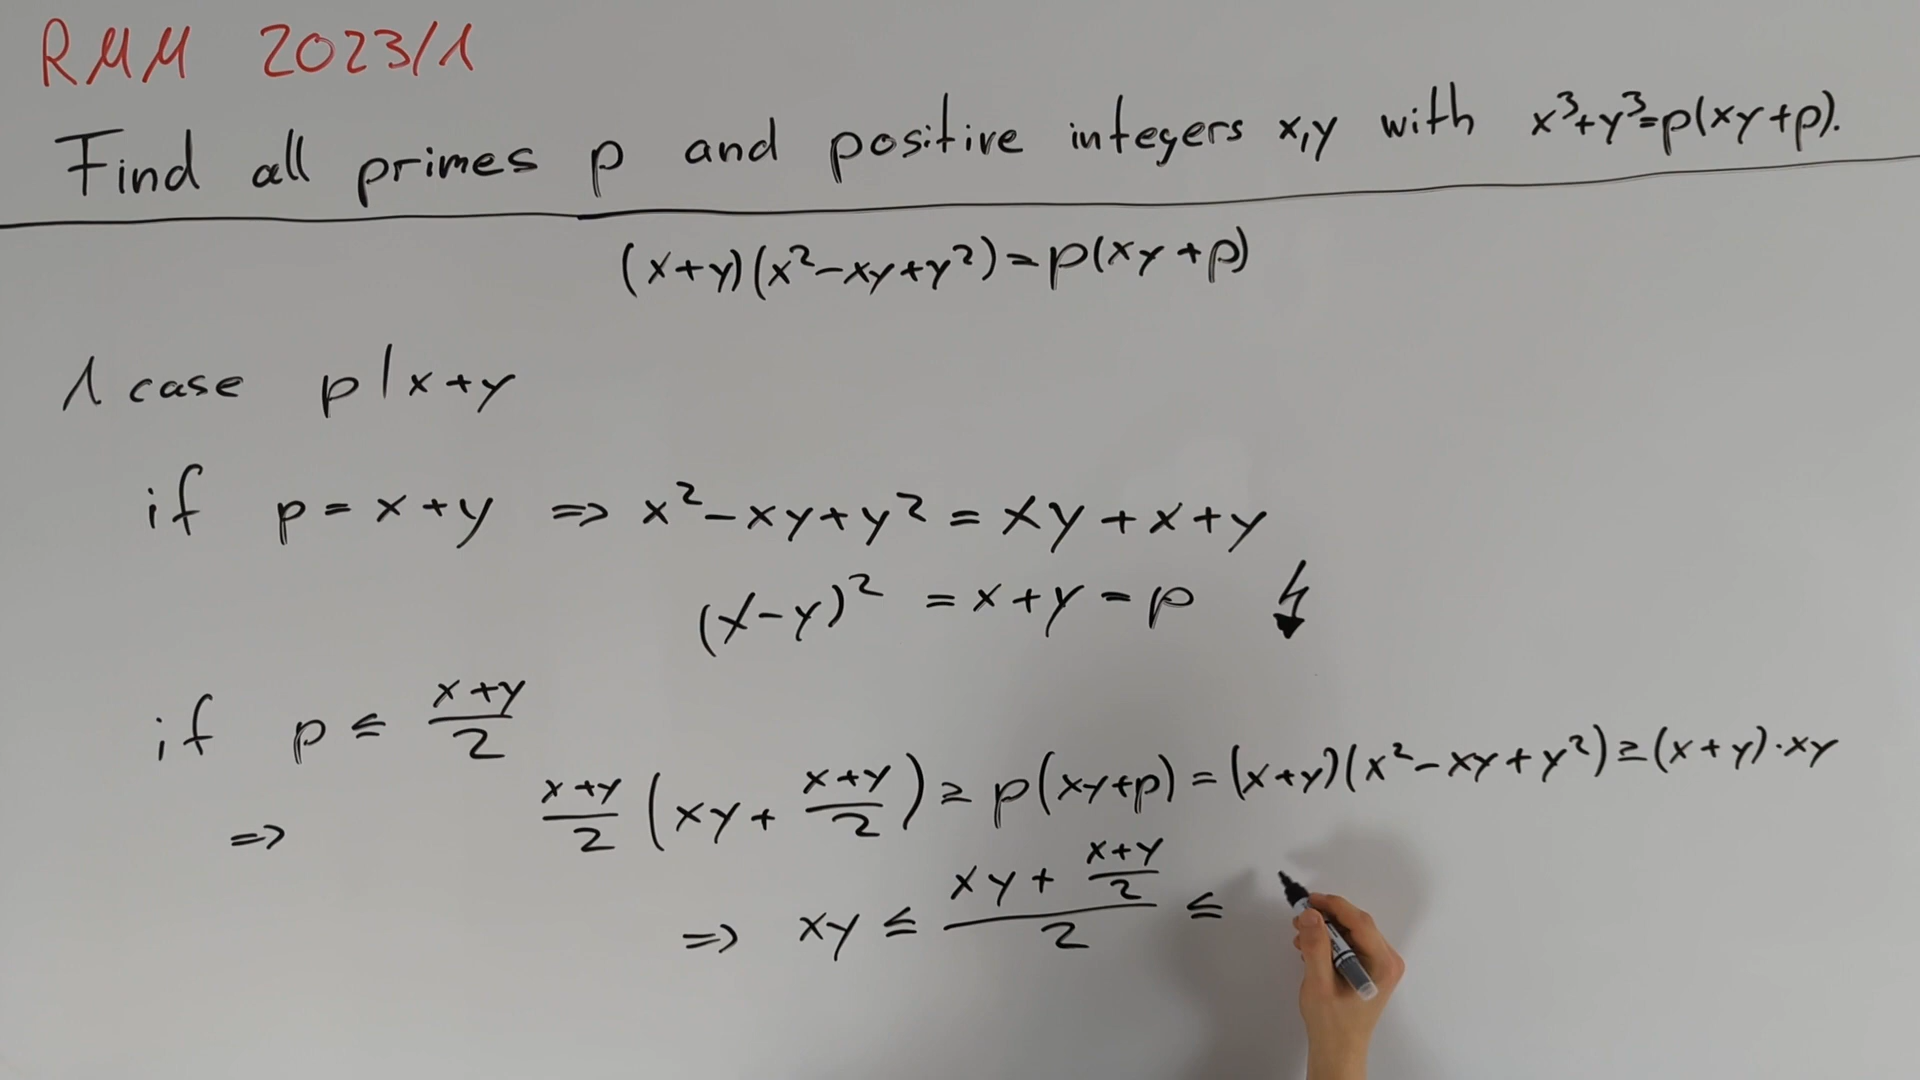 RMM 2023/1
Find all primes p and positive integers x,y with x³+y³=p(xy+p).
(x+y)(x²-xy+y²)=p(xy+p)
1 case p|x+y
if p=x+y ⇒ x²-xy+y²=xy+x+y
(x-y)² = x+y=p ↯
if p ≤ (x+y)/2
⇒ (x+y)/2 (xy+ (x+y)/2) ≥ p(xy+p) = (x+y)(x²-xy+y²) ≥ (x+y)·xy
⇒ xy ≤ (xy+ (x+y)/2)/2 ≤